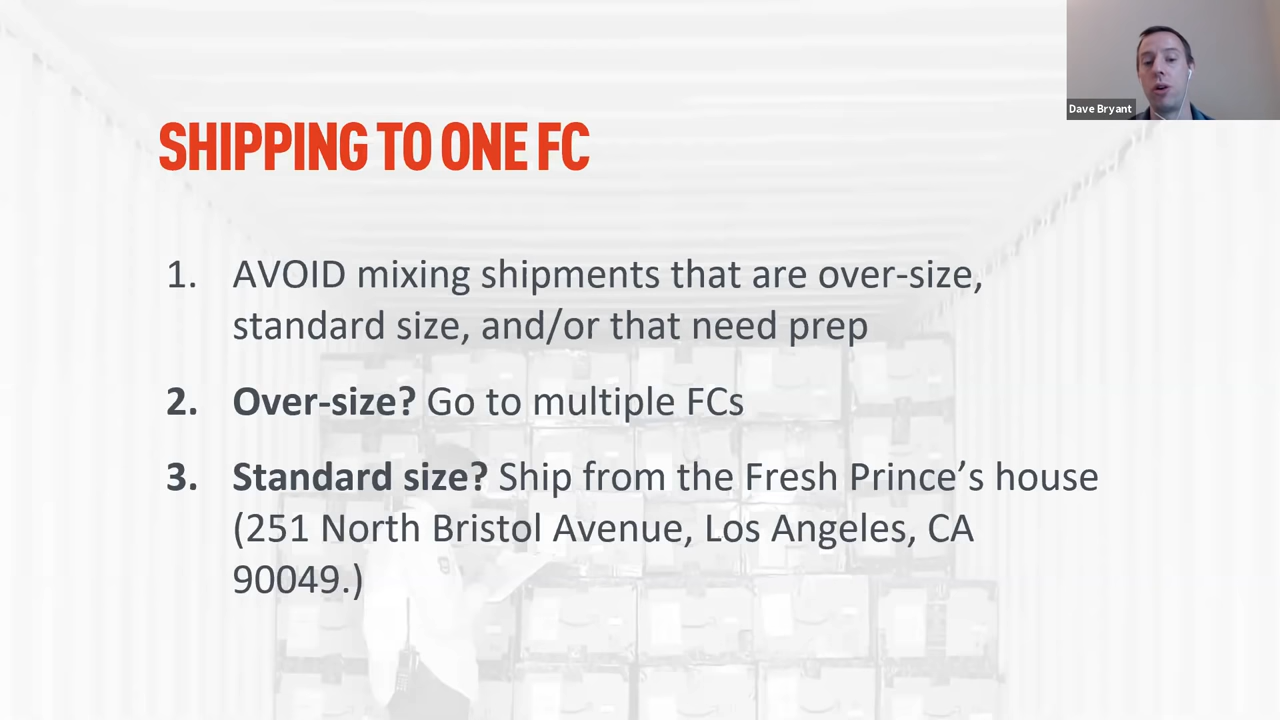 Dave Bryant
SHIPPING TO ONE FC
1. AVOID mixing shipments that are over-size,
standard size, and/or that need prep
2. Over-size? Go to multiple FCs
3. Standard size? Ship from the Fresh Prince’s house
(251 North Bristol Avenue, Los Angeles, CA
90049.)